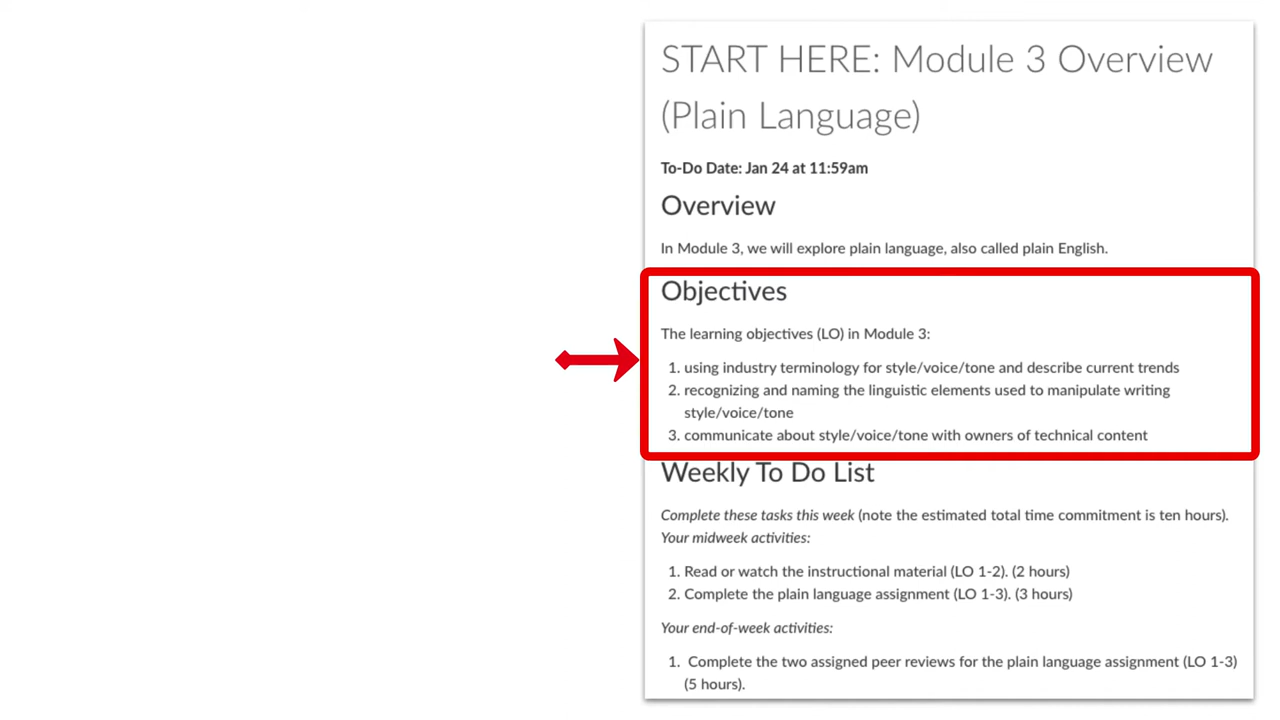 START HERE: Module 3 Overview
(Plain Language)
To-Do Date: Jan 24 at 11:59am
Overview
In Module 3, we will explore plain language, also called plain English.
Objectives
The learning objectives (LO) in Module 3:
1. using industry terminology for style/voice/tone and describe current trends
2. recognizing and naming the linguistic elements used to manipulate writing
style/voice/tone
3. communicate about style/voice/tone with owners of technical content
Weekly To Do List
Complete these tasks this week (note the estimated total time commitment is ten hours).
Your midweek activities:
1. Read or watch the instructional material (LO 1-2). (2 hours)
2. Complete the plain language assignment (LO 1-3). (3 hours)
Your end-of-week activities:
1. Complete the two assigned peer reviews for the plain language assignment (LO 1-3)
(5 hours).